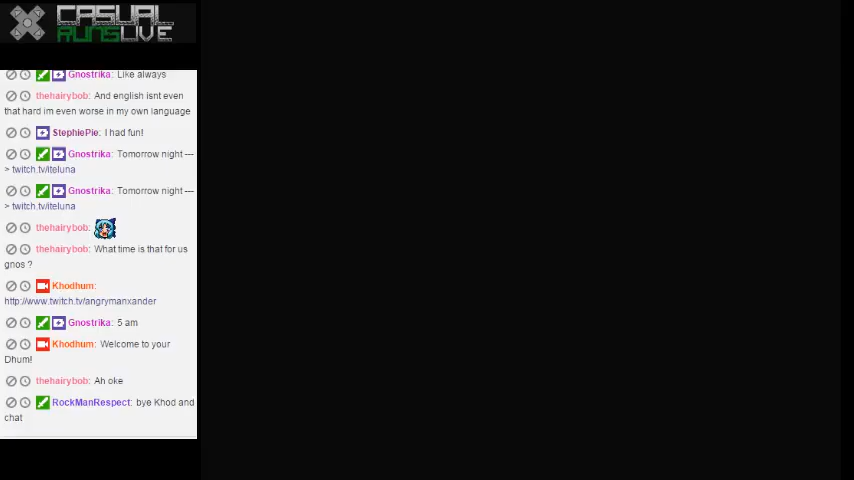 CASUAL
RUNSLIVE
Gnostrika: Like always
thehairybob: And english isnt even
that hard im even worse in my own language
StephiePie: I had fun!
Gnostrika: Tomorrow night ---
> twitch.tv/iteluna
Gnostrika: Tomorrow night ---
> twitch.tv/iteluna
thehairybob:
thehairybob: What time is that for us
gnos ?
Khodhum:
http://www.twitch.tv/angrymanxander
Gnostrika: 5 am
Khodhum: Welcome to your
Dhum!
thehairybob: Ah oke
RockManRespect: bye Khod and
chat